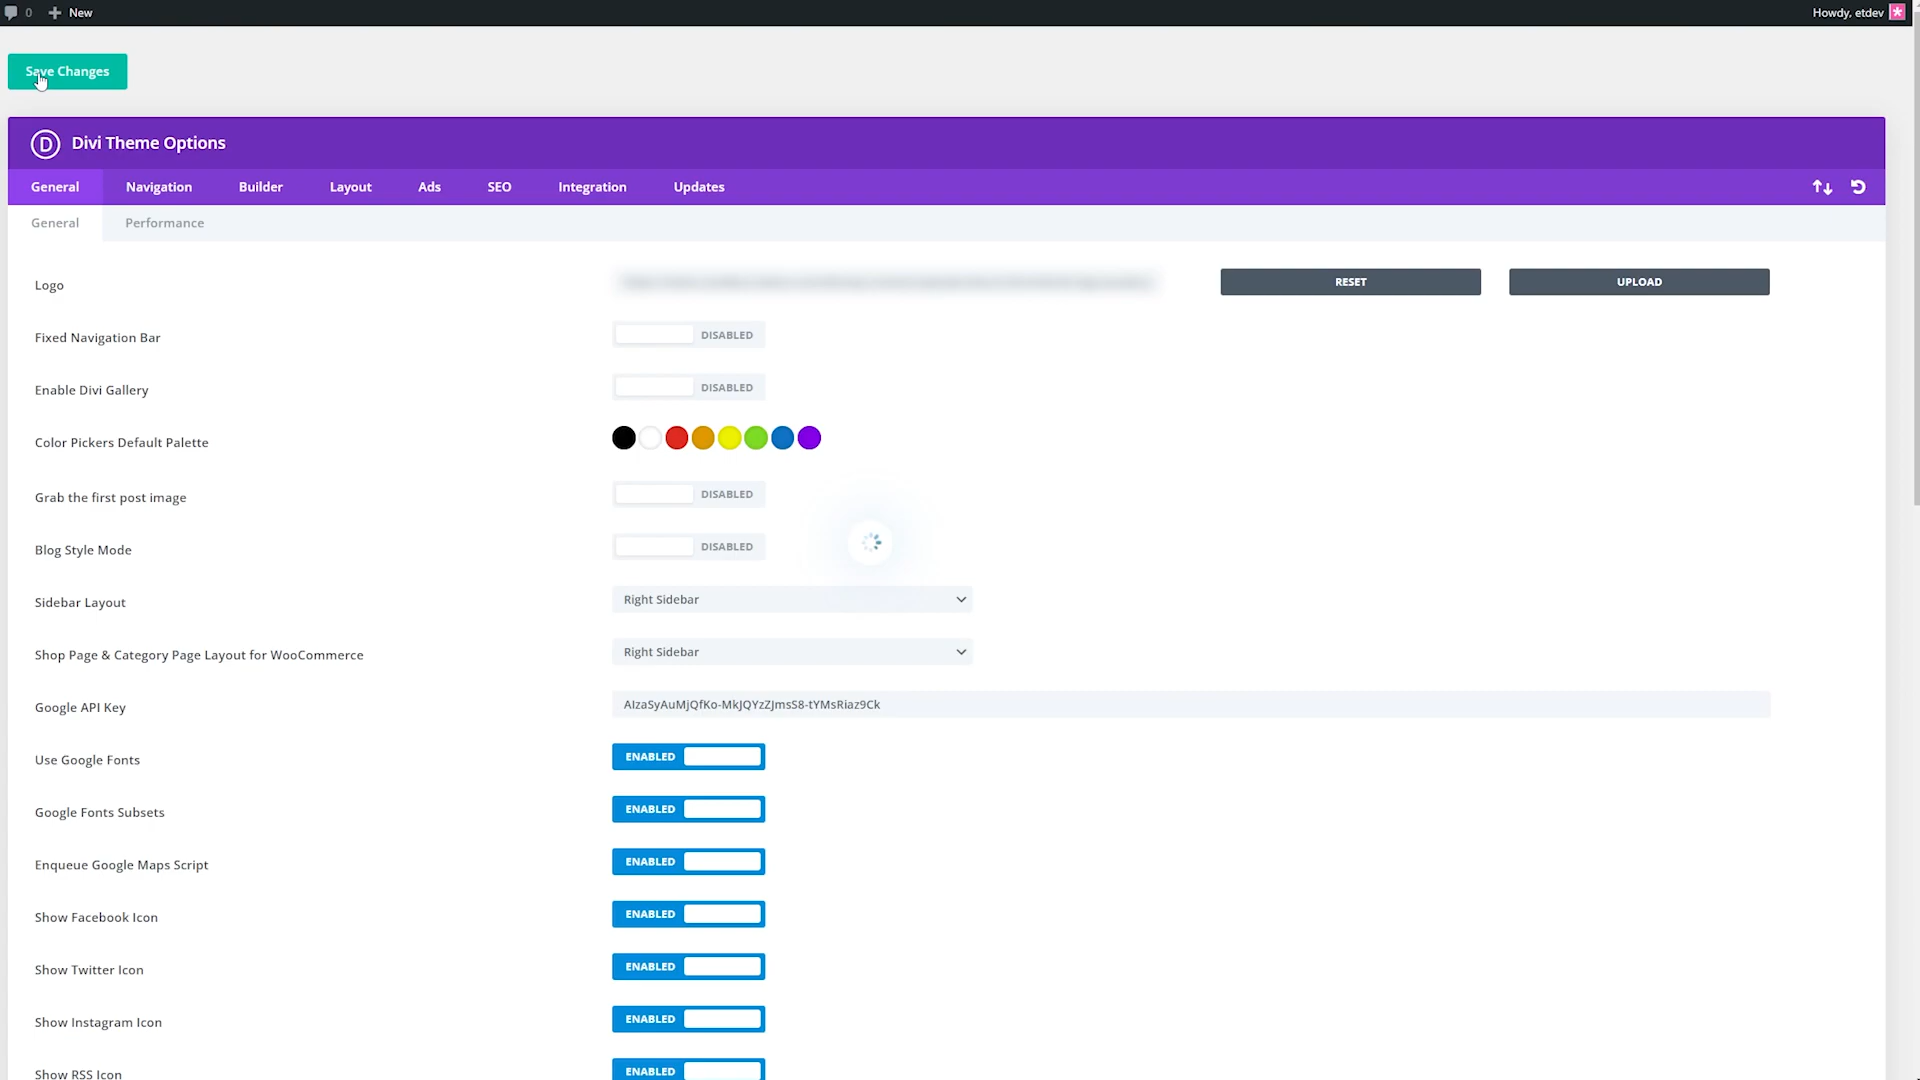 0 New
Howdy, etdev
Save Changes
Divi Theme Options
General Navigation Builder Layout Ads SEO Integration Updates
General Performance
Logo RESET UPLOAD
Fixed Navigation Bar DISABLED
Enable Divi Gallery DISABLED
Color Pickers Default Palette
Grab the first post image DISABLED
Blog Style Mode DISABLED
Sidebar Layout Right Sidebar
Shop Page & Category Page Layout for WooCommerce Right Sidebar
Google API Key AIzaSyAuMjQfKo-MkJQYzZJmsS8-tYMsRiaz9Ck
Use Google Fonts ENABLED
Google Fonts Subsets ENABLED
Enqueue Google Maps Script ENABLED
Show Facebook Icon ENABLED
Show Twitter Icon ENABLED
Show Instagram Icon ENABLED
Show RSS Icon ENABLED